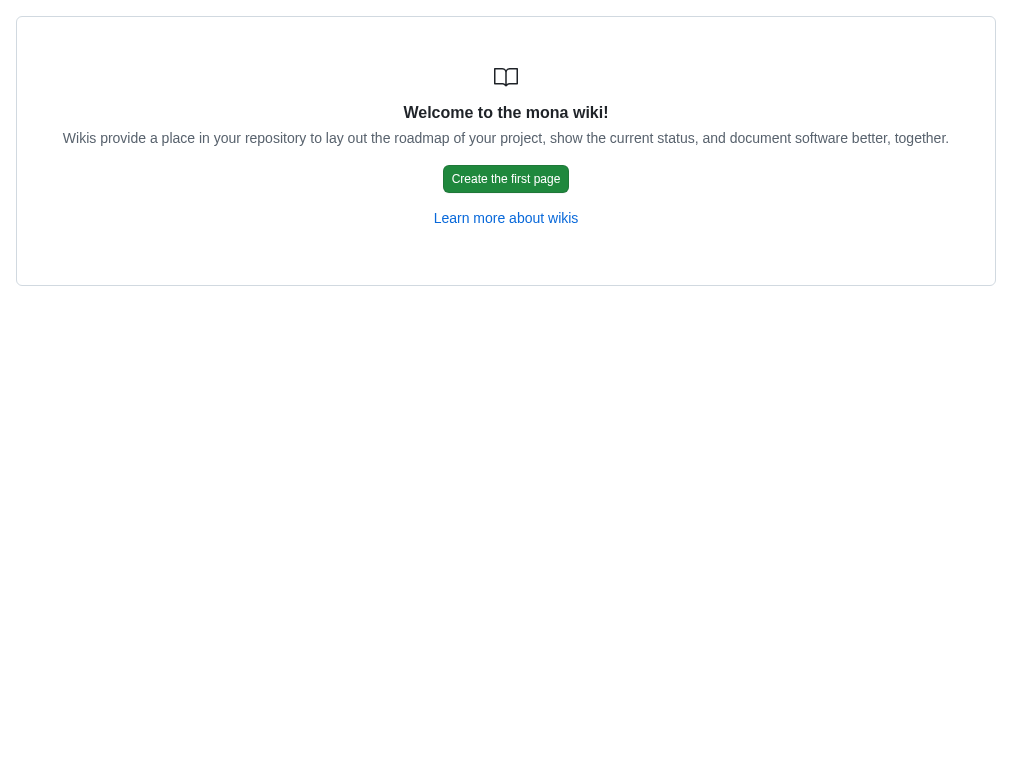 Welcome to the mona wiki!
Wikis provide a place in your repository to lay out the roadmap of your project, show the current status, and document software better, together.
Create the first page
Learn more about wikis